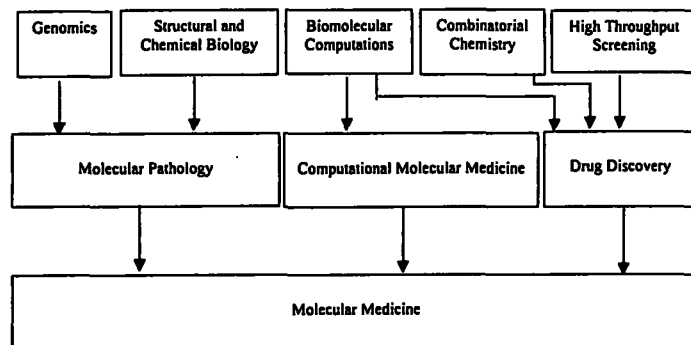 Genomics
Structural and
Chemical Biology
Biomolecular
Computations
Combinatorial
Chemistry
High Throughput
Screening
Molecular Pathology
Computational Molecular Medicine
Drug Discovery
Molecular Medicine